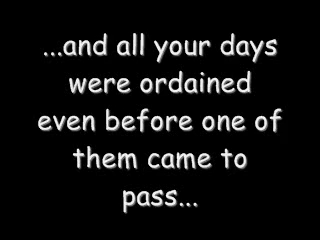 ...and all your days
were ordained
even before one of
them came to
pass...